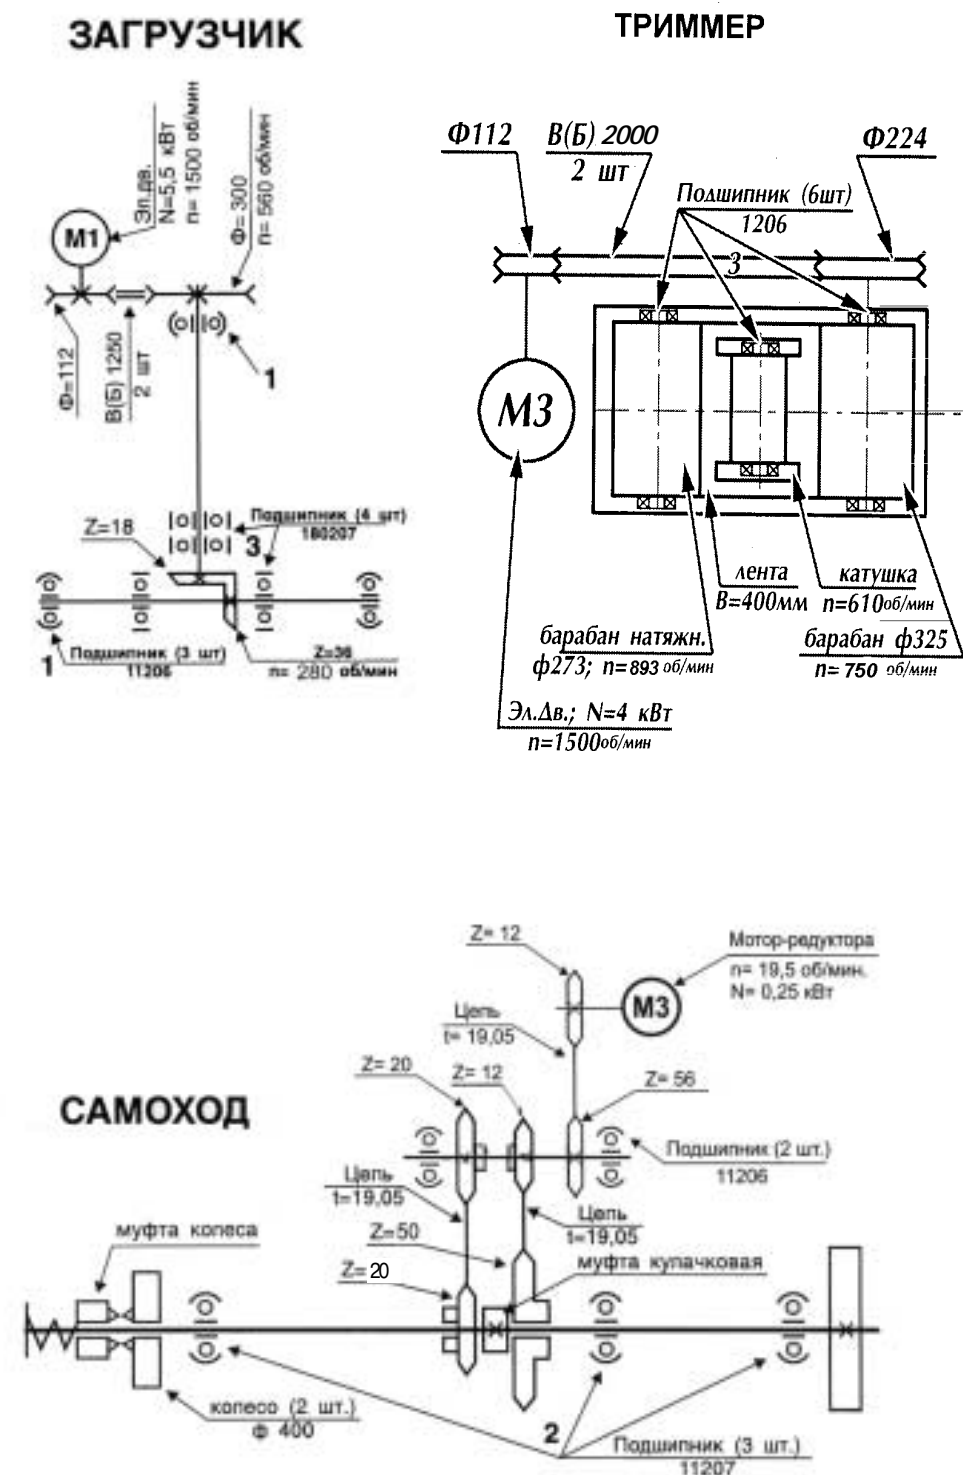 ЗАГРУЗЧИК
Эл.дв.
N=5,5 кВт
n=1500 об/мин
Ф=300
n=560 об/мин
М1
Ф=112
В(Б) 1250
2 шт
1
Z=18
Подшипник (4 шт)
180207
3
1
Подшипник (3 шт)
11206
Z=36
n= 280 об/мин
ТРИММЕР
Ф112
В(Б) 2000
2 шт
Ф224
Подшипник (6шт)
1206
3
М3
лента
В=400мм
катушка
n=610об/мин
барабан натяжн.
ф273; n=893 об/мин
барабан ф325
n= 750 об/мин
Эл.Дв.; N=4 кВт
n=1500об/мин
САМОХОД
Z= 12
Мотор-редуктора
n= 19,5 об/мин.
N= 0,25 кВт
М3
Цепь
t= 19,05
Z= 20
Z= 12
Z= 56
Подшипник (2 шт.)
11206
Цепь
t=19,05
Цепь
t=19,05
муфта колеса
Z=50
муфта кулачковая
Z=20
колесо (2 шт.)
ф 400
2
Подшипник (3 шт.)
11207